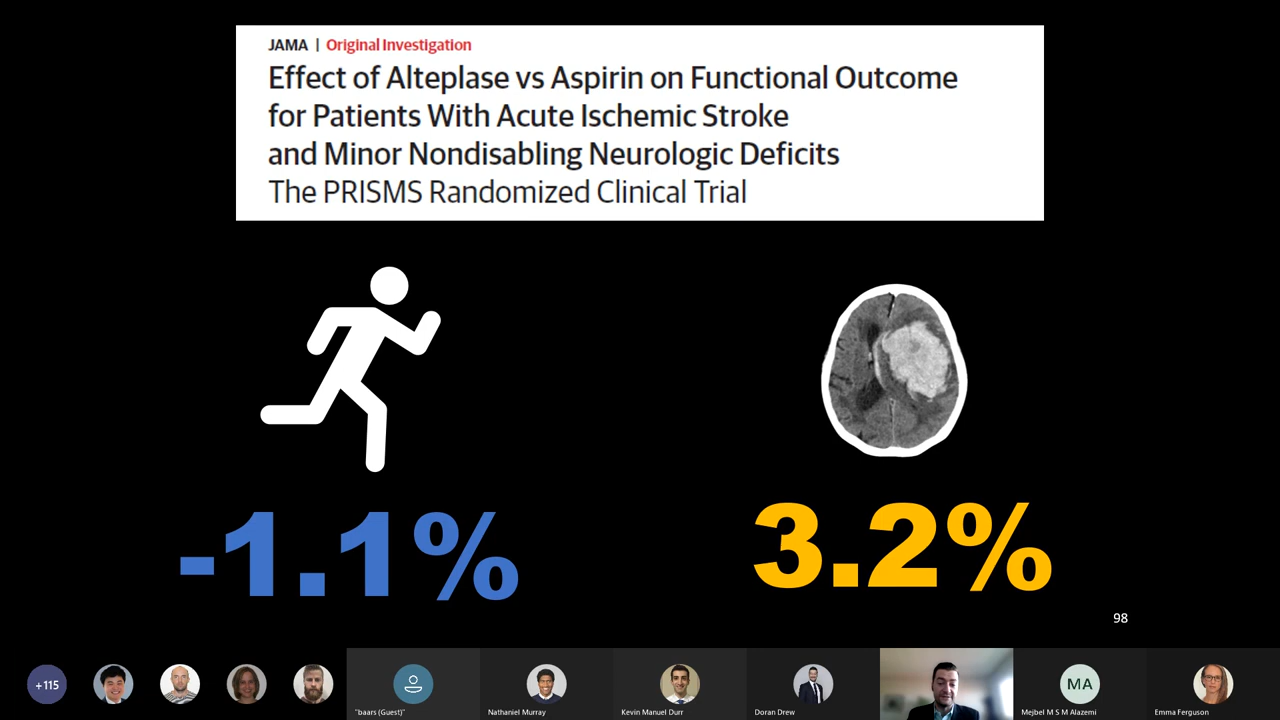 JAMA | Original Investigation
Effect of Alteplase vs Aspirin on Functional Outcome
for Patients With Acute Ischemic Stroke
and Minor Nondisabling Neurologic Deficits
The PRISMS Randomized Clinical Trial
-1.1%
3.2%
98
+115
"baars (Guest)"
Nathaniel Murray
Kevin Manuel Durr
Doran Drew
MA
Mejbel M S M Alazemi
Emma Ferguson